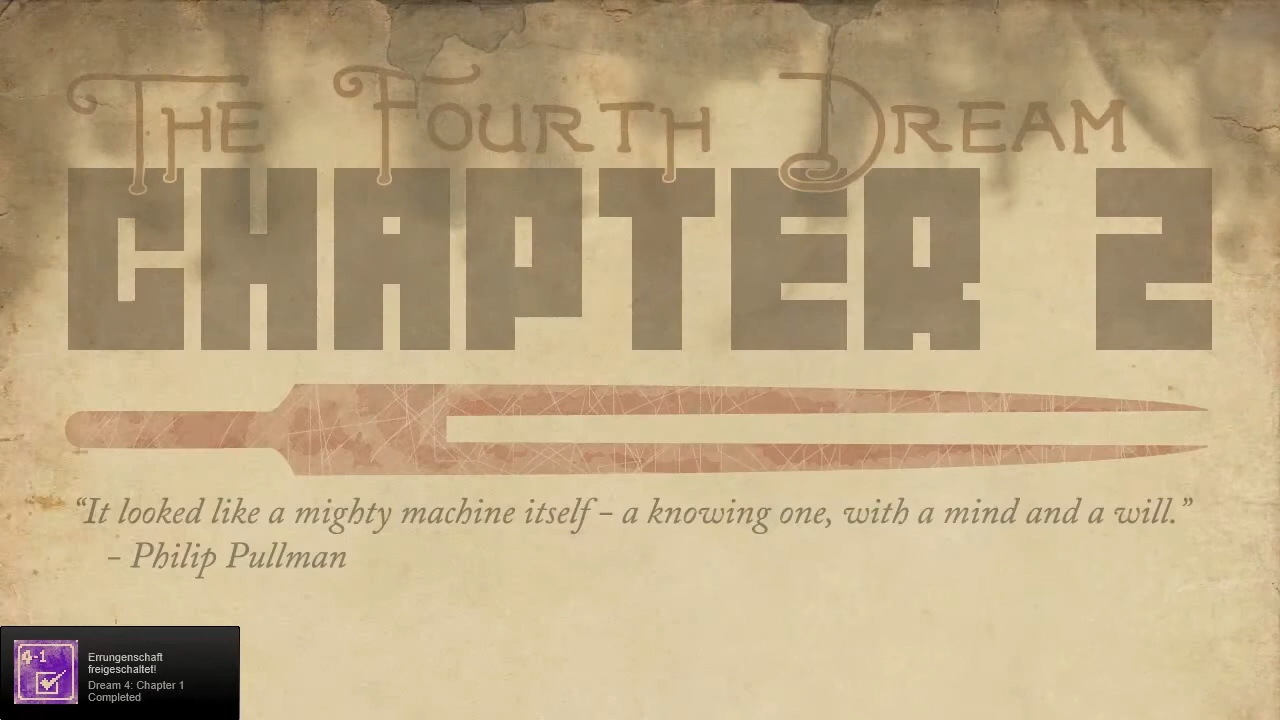 The Fourth Dream
CHAPTER 2
“It looked like a mighty machine itself – a knowing one, with a mind and a will.”
– Philip Pullman
4-1
Errungenschaft
freigeschaltet!
Dream 4: Chapter 1
Completed